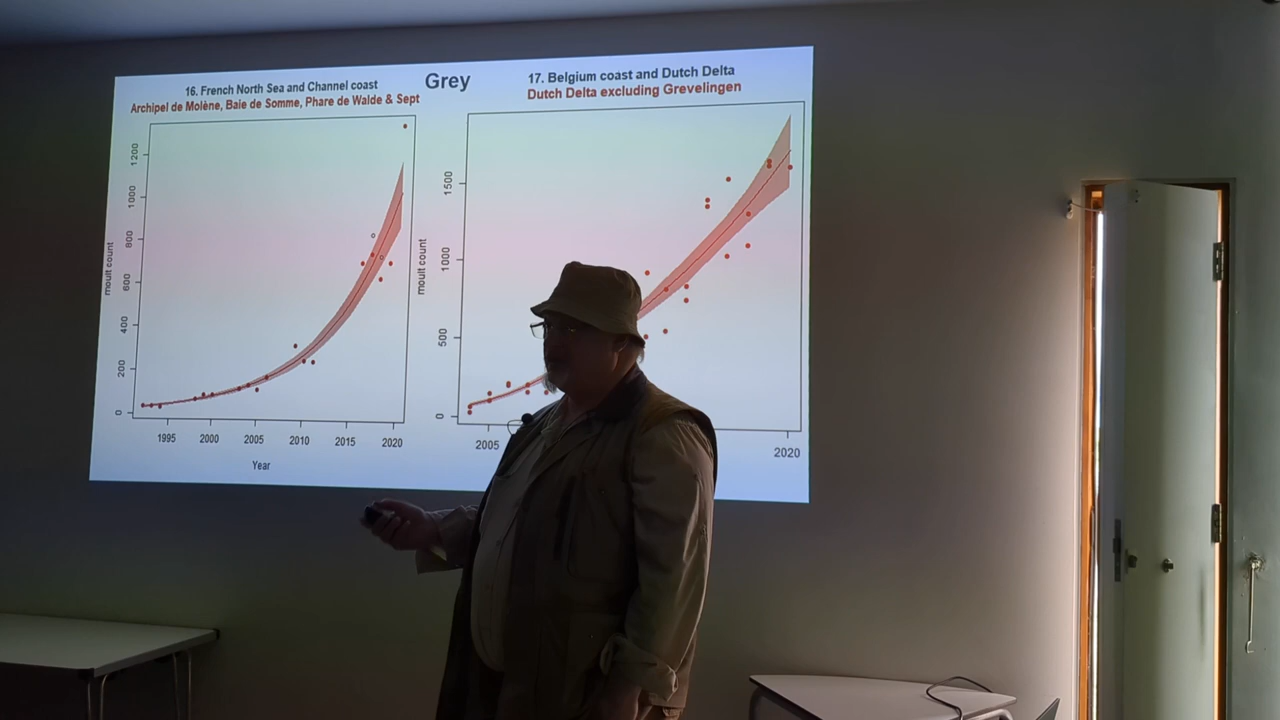 Grey
16. French North Sea and Channel coast
Archipel de Molène, Baie de Somme, Phare de Walde & Sept
moult count
1200
1000
800
600
400
200
0
1995 2000 2005 2010 2015 2020
Year
17. Belgium coast and Dutch Delta
Dutch Delta excluding Grevelingen
moult count
1500
1000
500
0
2005
2020